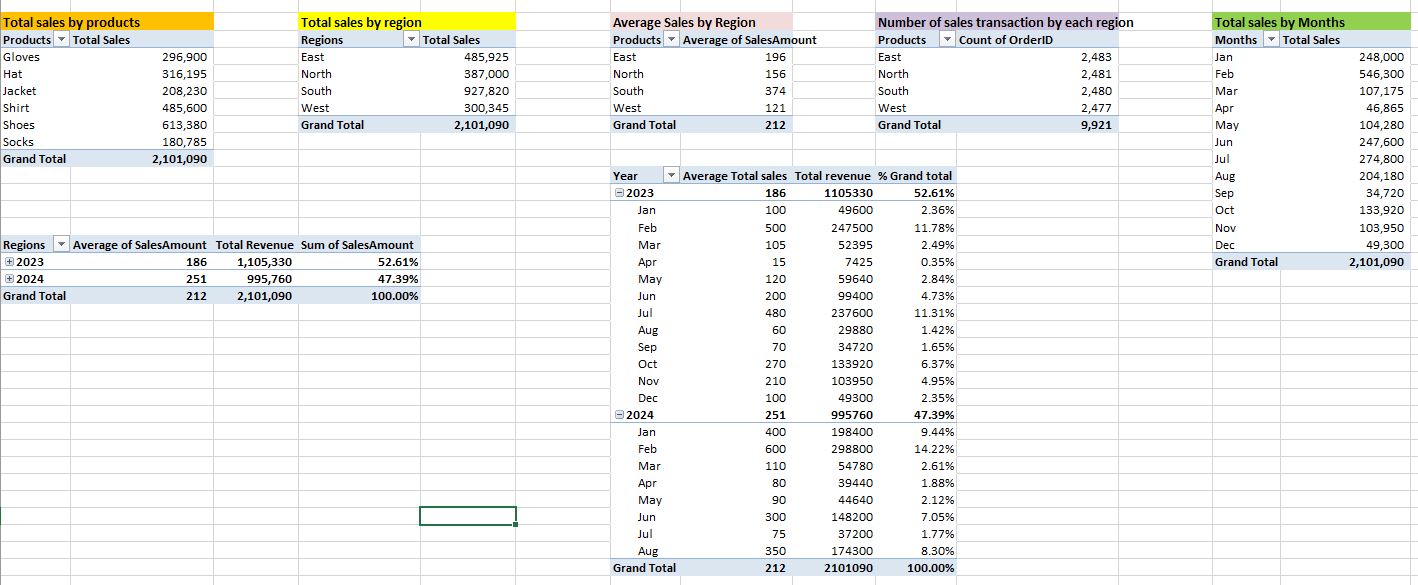 Total sales by products
Products Total Sales
Gloves 296,900
Hat 316,195
Jacket 208,230
Shirt 485,600
Shoes 613,380
Socks 180,785
Grand Total 2,101,090
Total sales by region
Regions Total Sales
East 485,925
North 387,000
South 927,820
West 300,345
Grand Total 2,101,090
Average Sales by Region
Products Average of SalesAmount
East 196
North 156
South 374
West 121
Grand Total 212
Number of sales transaction by each region
Products Count of OrderID
East 2,483
North 2,481
South 2,480
West 2,477
Grand Total 9,921
Total sales by Months
Months Total Sales
Jan 248,000
Feb 546,300
Mar 107,175
Apr 46,865
May 104,280
Jun 247,600
Jul 274,800
Aug 204,180
Sep 34,720
Oct 133,920
Nov 103,950
Dec 49,300
Grand Total 2,101,090
Regions Average of SalesAmount Total Revenue Sum of SalesAmount
2023 186 1,105,330 52.61%
2024 251 995,760 47.39%
Grand Total 212 2,101,090 100.00%
Year Average Total sales Total revenue % Grand total
2023 186 1105330 52.61%
Jan 100 49600 2.36%
Feb 500 247500 11.78%
Mar 105 52395 2.49%
Apr 15 7425 0.35%
May 120 59640 2.84%
Jun 200 99400 4.73%
Jul 480 237600 11.31%
Aug 60 29880 1.42%
Sep 70 34720 1.65%
Oct 270 133920 6.37%
Nov 210 103950 4.95%
Dec 100 49300 2.35%
2024 251 995760 47.39%
Jan 400 198400 9.44%
Feb 600 298800 14.22%
Mar 110 54780 2.61%
Apr 80 39440 1.88%
May 90 44640 2.12%
Jun 300 148200 7.05%
Jul 75 37200 1.77%
Aug 350 174300 8.30%
Grand Total 212 2101090 100.00%